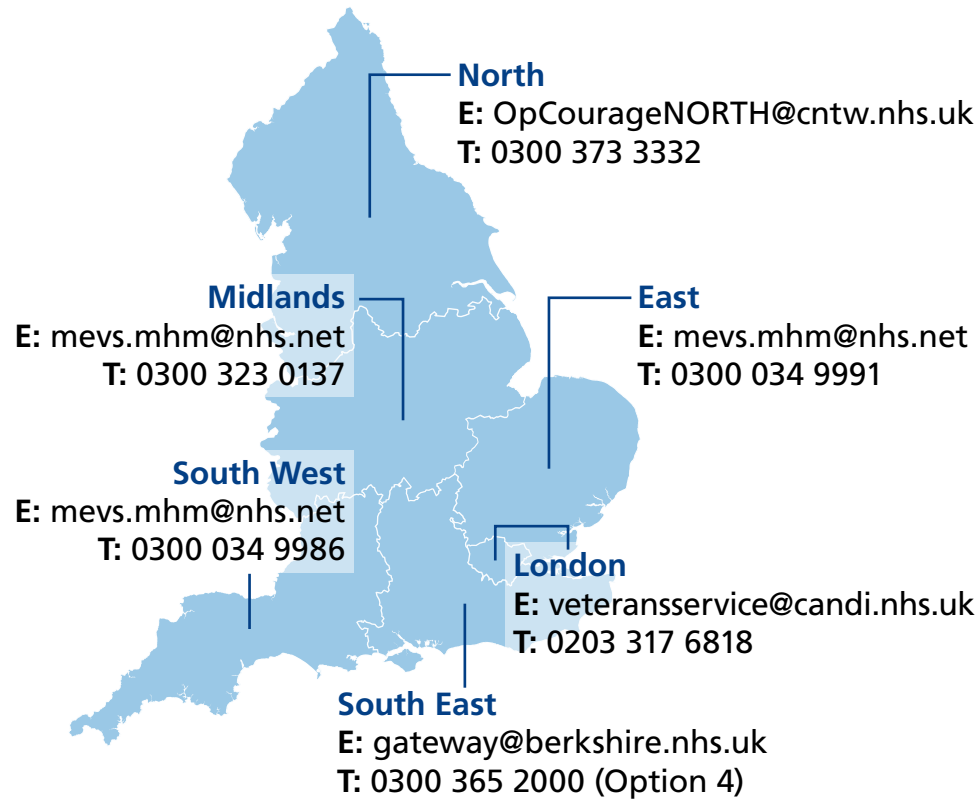 North
E: OpCourageNORTH@cntw.nhs.uk
T: 0300 373 3332
Midlands
E: mevs.mhm@nhs.net
T: 0300 323 0137
East
E: mevs.mhm@nhs.net
T: 0300 034 9991
South West
E: mevs.mhm@nhs.net
T: 0300 034 9986
London
E: veteransservice@candi.nhs.uk
T: 0203 317 6818
South East
E: gateway@berkshire.nhs.uk
T: 0300 365 2000 (Option 4)